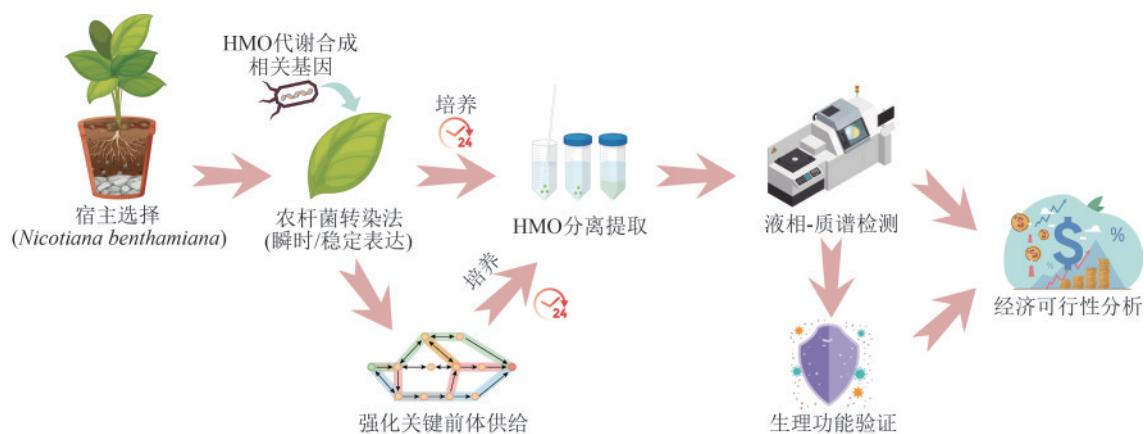 HMO代谢合成
相关基因
培养
24
宿主选择
(Nicotiana benthamiana)
农杆菌转染法
(瞬时/稳定表达)
HMO分离提取
液相-质谱检测
$
$
2
$
%
%
经济可行性分析
培养
24
强化关键前体供给
生理功能验证